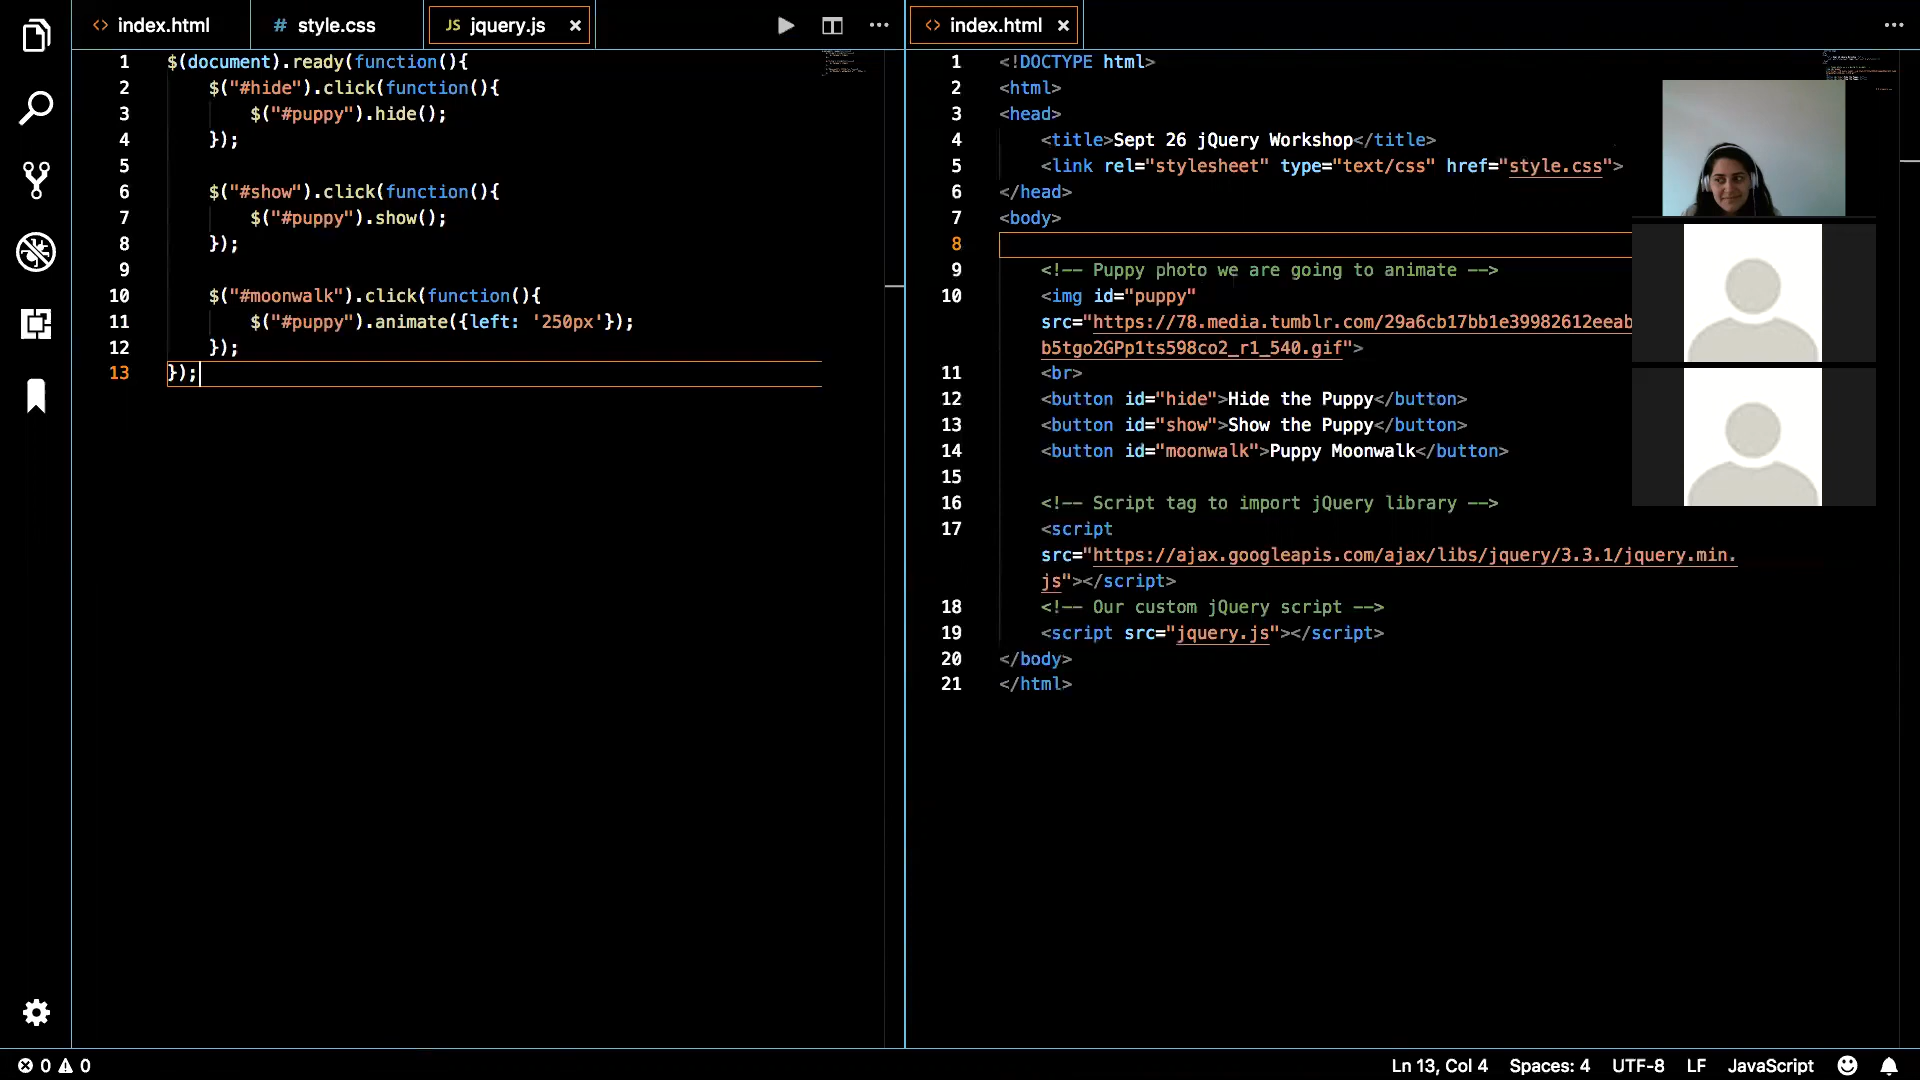 index.html
style.css
JS jquery.js
index.html
1 $(document).ready(function(){
2 $("#hide").click(function(){
3 $("#puppy").hide();
4 });
5
6 $("#show").click(function(){
7 $("#puppy").show();
8 });
9
10 $("#moonwalk").click(function(){
11 $("#puppy").animate({left: '250px'});
12 });
13 });
1 <!DOCTYPE html>
2 <html>
3 <head>
4 <title>Sept 26 jQuery Workshop</title>
5 <link rel="stylesheet" type="text/css" href="style.css">
6 </head>
7 <body>
8
9 <!-- Puppy photo we are going to animate -->
10 <img id="puppy"
src="https://78.media.tumblr.com/29a6cb17bb1e39982612eeab
b5tgo2GPp1ts598co2_r1_540.gif">
11 <br>
12 <button id="hide">Hide the Puppy</button>
13 <button id="show">Show the Puppy</button>
14 <button id="moonwalk">Puppy Moonwalk</button>
15
16 <!-- Script tag to import jQuery library -->
17 <script
src="https://ajax.googleapis.com/ajax/libs/jquery/3.3.1/jquery.min.
js"></script>
18 <!-- Our custom jQuery script -->
19 <script src="jquery.js"></script>
20 </body>
21 </html>
0 0
Ln 13, Col 4 Spaces: 4 UTF-8 LF JavaScript